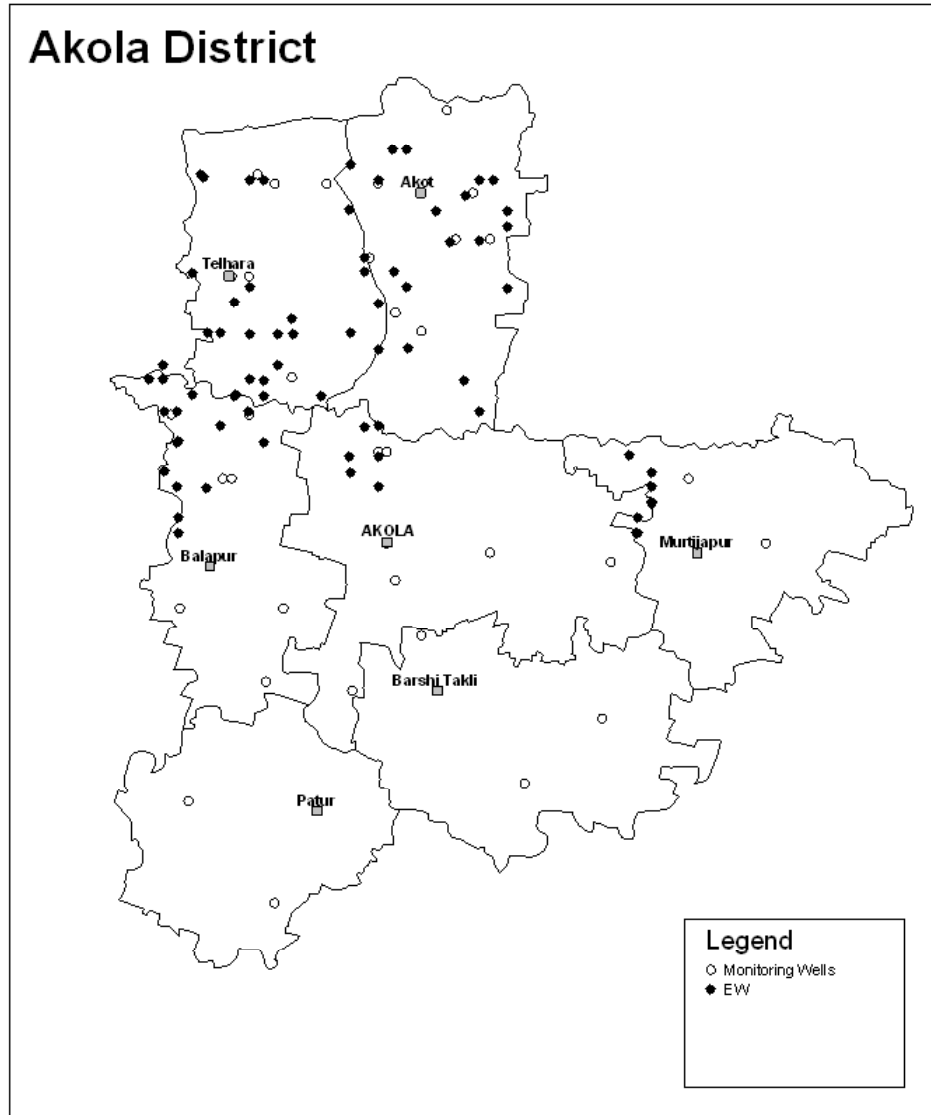 Akola District
Akot
Telhara
AKOLA
Murtijapur
Balapur
Barshi Takli
Patur
Legend
Monitoring Wells
EW